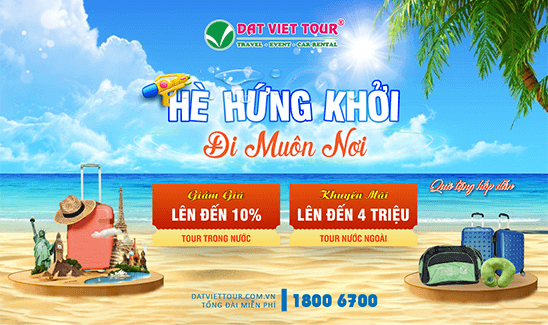 DAT VIET TOUR®
TRAVEL - EVENT - CAR RENTAL
HÈ HỨNG KHỞI
Đi Muôn Nơi
Giảm Giá
LÊN ĐẾN 10%
TOUR TRONG NƯỚC
Khuyến Mãi
LÊN ĐẾN 4 TRIỆU
TOUR NƯỚC NGOÀI
Quà tặng hấp dẫn
DATVIETTOUR.COM.VN
TỔNG ĐÀI MIỄN PHÍ
1800 6700